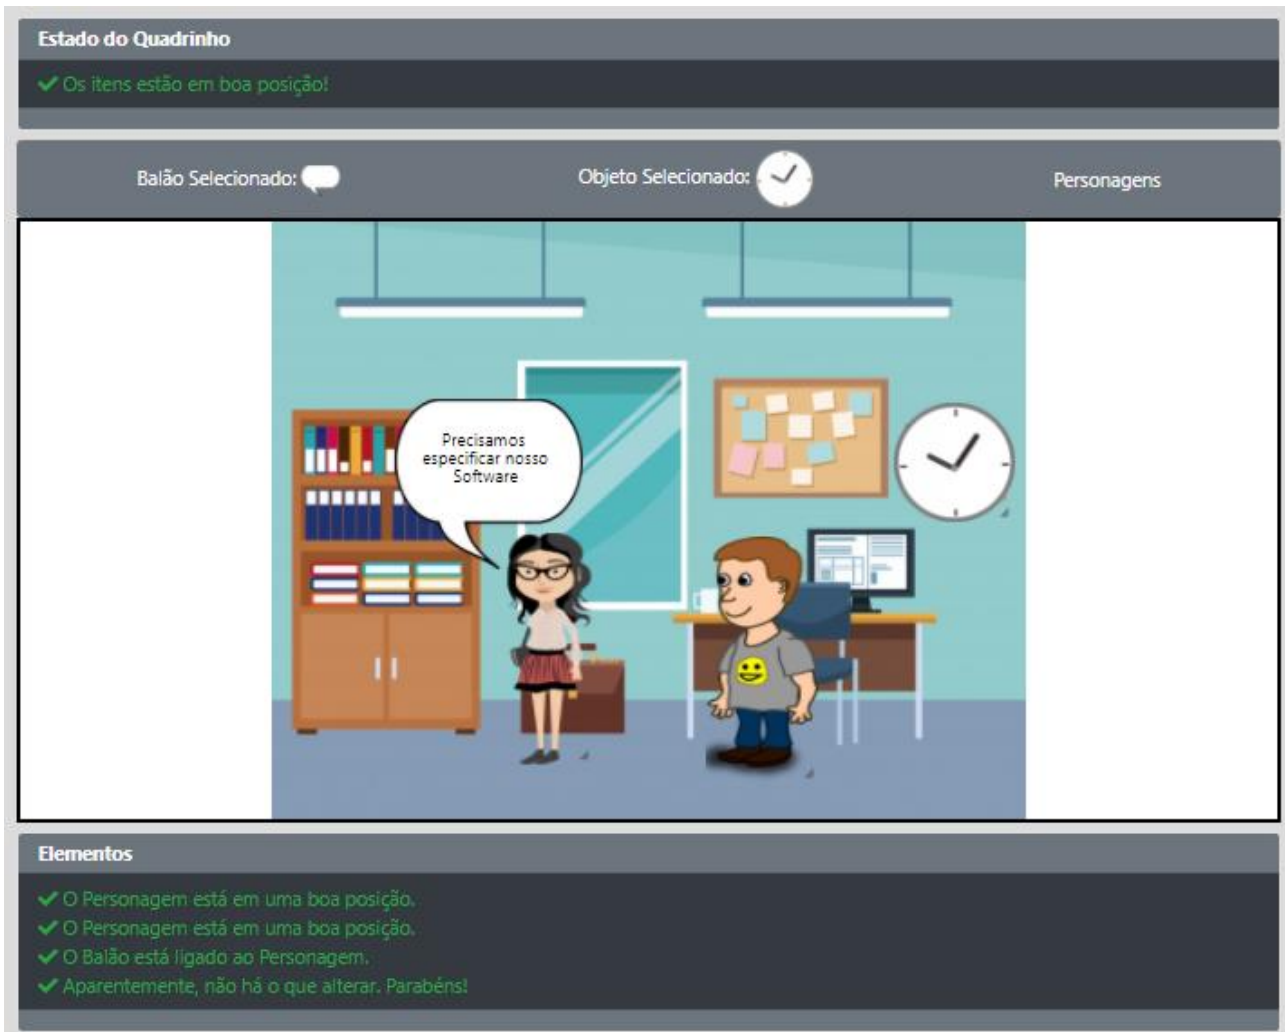 Estado do Quadrinho
Os itens estão em boa posição!
Balão Selecionado:
Objeto Selecionado:
Personagens
Precisamos
especificar nosso
Software
Elementos
O Personagem está em uma boa posição.
O Personagem está em uma boa posição.
O Balão está ligado ao Personagem.
Aparentemente, não há o que alterar. Parabéns!